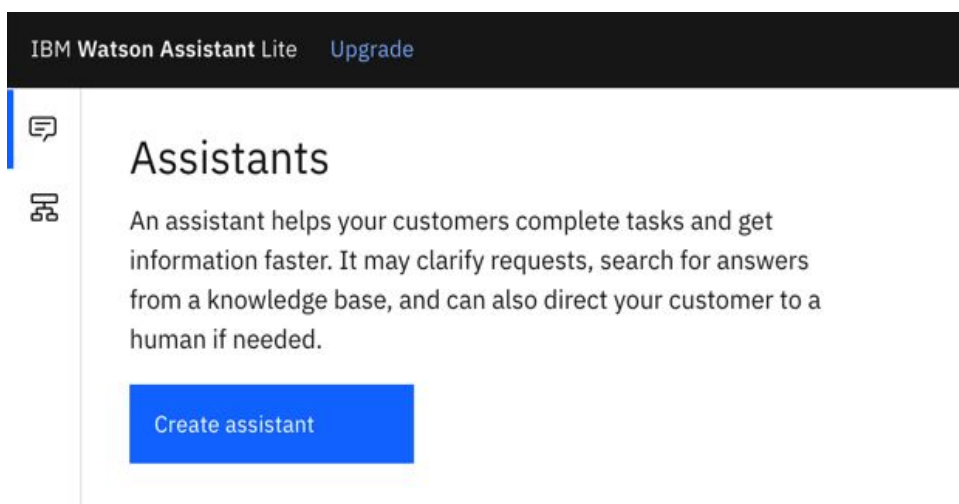 IBM Watson Assistant Lite Upgrade
Assistants
An assistant helps your customers complete tasks and get
information faster. It may clarify requests, search for answers
from a knowledge base, and can also direct your customer to a
human if needed.
Create assistant